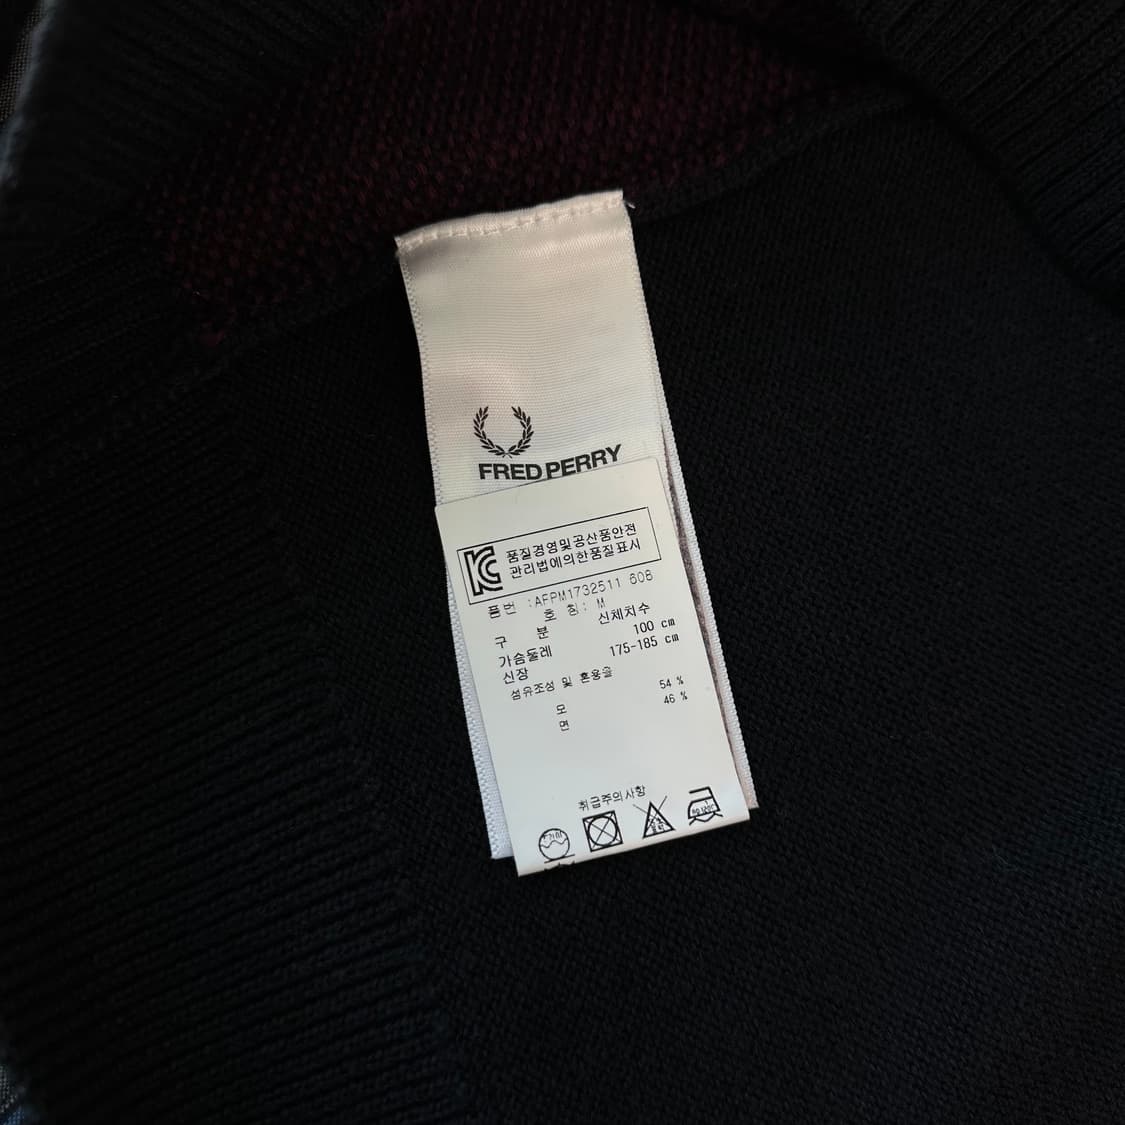 FRED PERRY
품질경영및공산품안전
관리법에의한품질표시
품번 :AFPM1732511 608
호 칭: M
구 분 신체치수
가슴둘레 100 cm
신장 175-185 cm
섬유조성 및 혼용율
모 54 %
면 46 %
취급주의사항